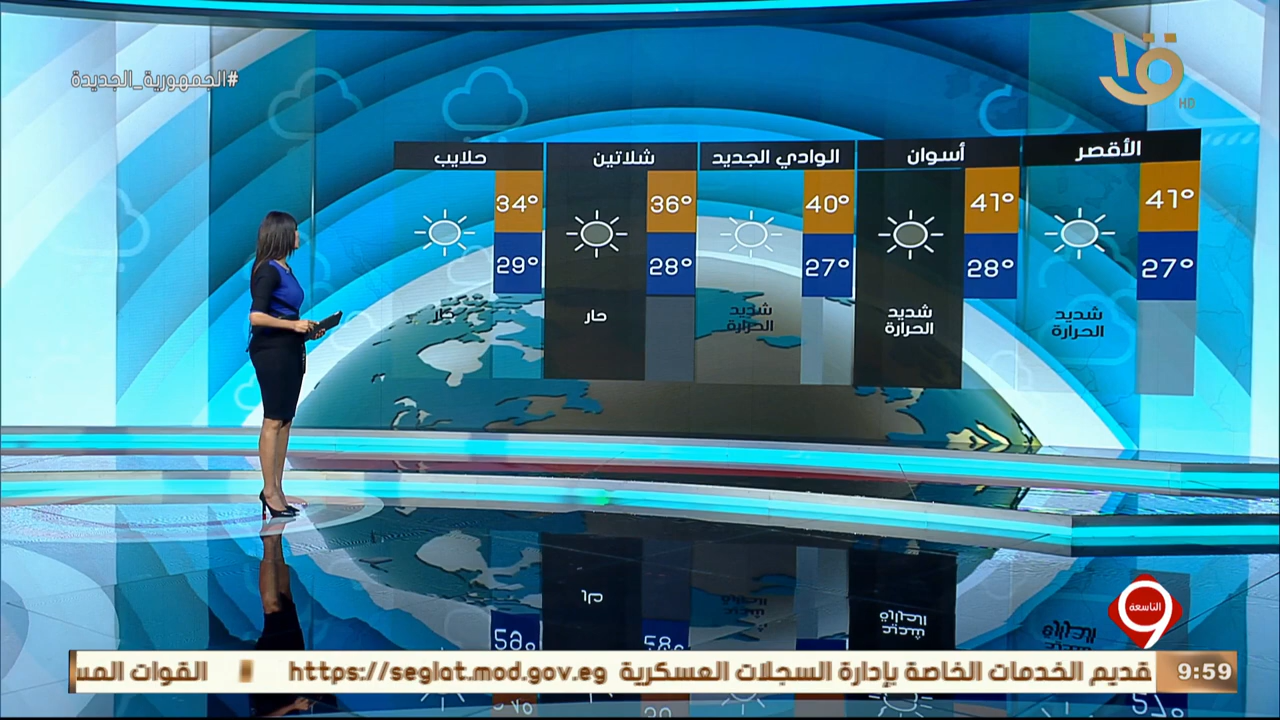 #الجمهورية_الجديدة
HD
الأقصر
41°
27°
شديد
الحرارة
أسوان
41°
28°
شديد
الحرارة
الوادي الجديد
40°
27°
شديد
الحرارة
شلاتين
36°
28°
حار
حلايب
34°
29°
حار
التاسعة
9
9:59
قديم الخدمات الخاصة بإدارة السجلات العسكرية https://seglat.mod.gov.eg
القوات المس